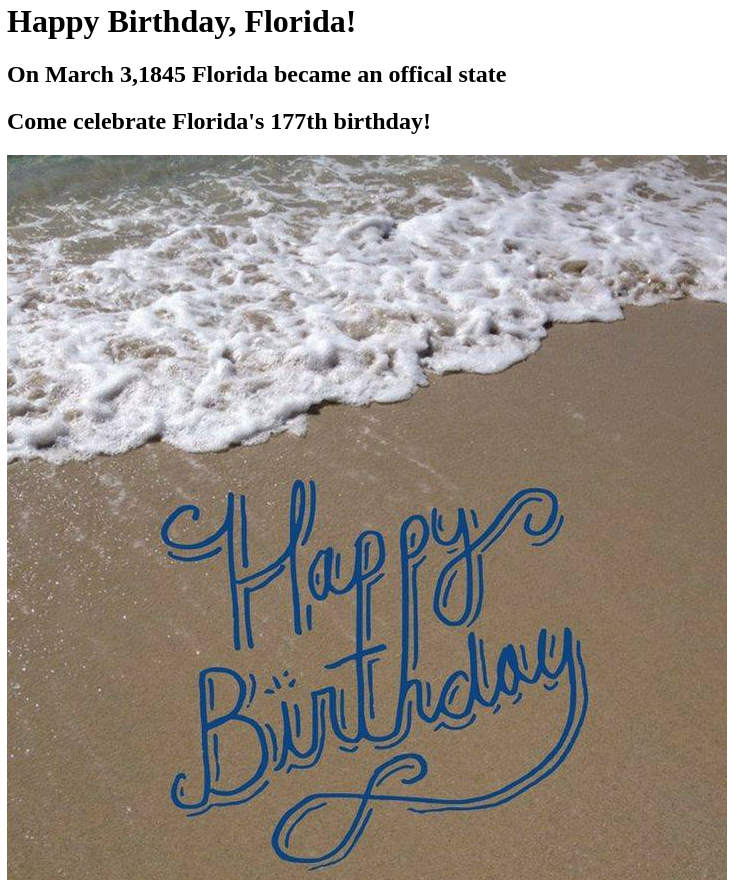 Happy Birthday, Florida!
On March 3,1845 Florida became an offical state
Come celebrate Florida's 177th birthday!
Happy
Birthday